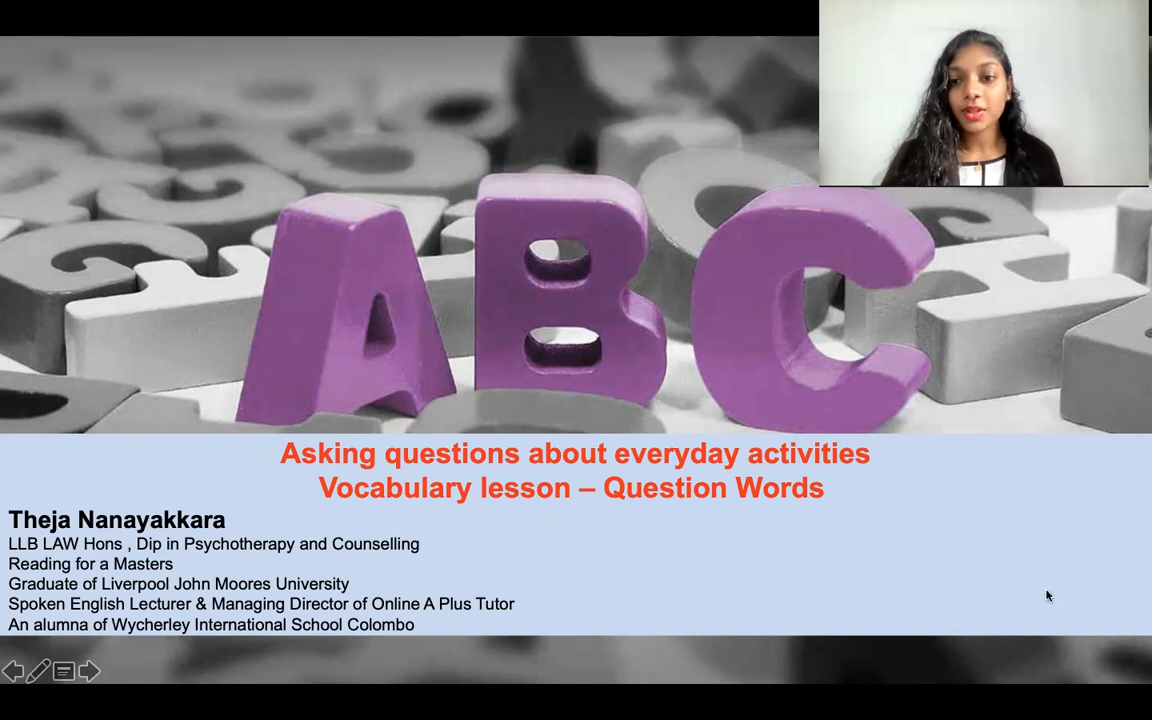 A B C
Asking questions about everyday activities
Vocabulary lesson – Question Words
Theja Nanayakkara
LLB LAW Hons , Dip in Psychotherapy and Counselling
Reading for a Masters
Graduate of Liverpool John Moores University
Spoken English Lecturer & Managing Director of Online A Plus Tutor
An alumna of Wycherley International School Colombo